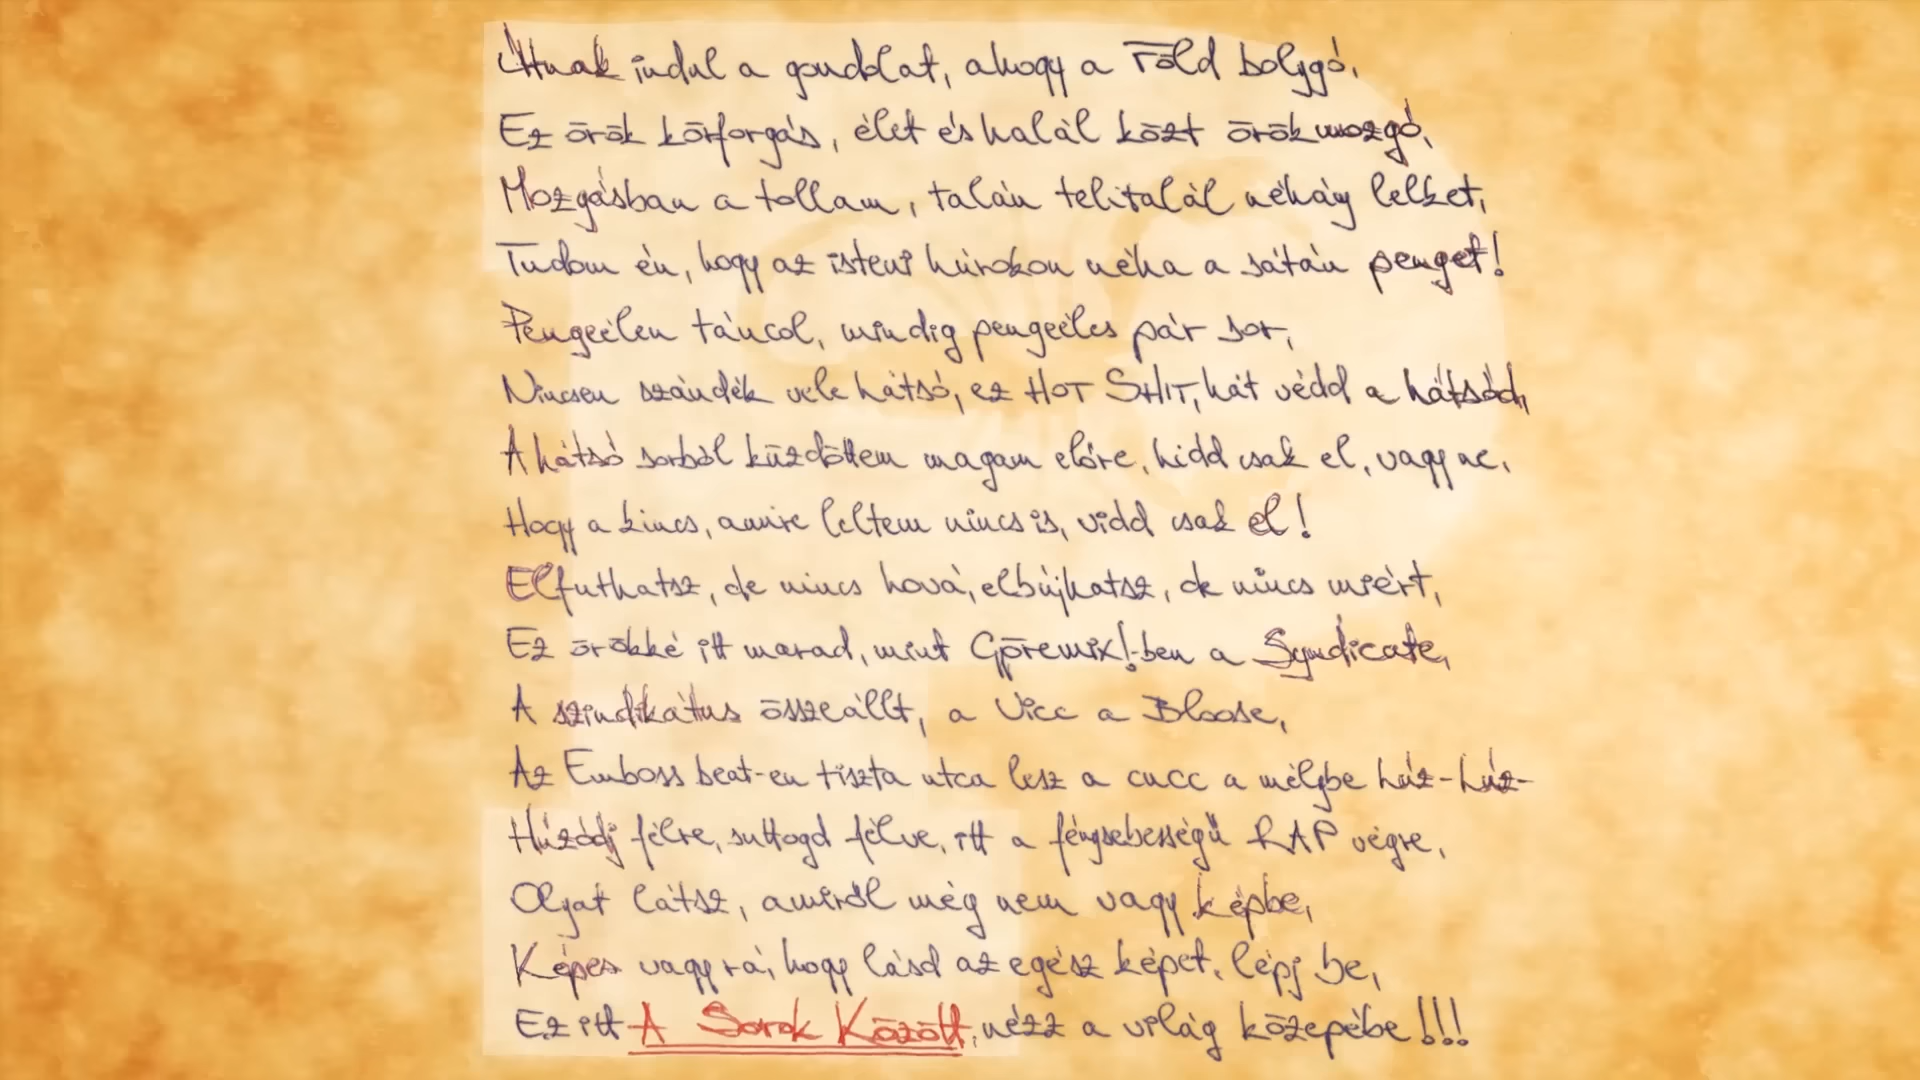 Útnak indul a gondolat, ahogy a Föld bolygó,
Ez örök körforgás, élet és halál közt örökmozgó,
Mozgásban a tollam, talán telitalál néhány lelket,
Tudom én, hogy az isteni húrokon néha a sátán penget!
Pengeélen táncol, mindig pengeéles pár sor,
Nincsen szándék vele hátsó, ez HOT SHIT, hát védd a hátsód,
A hátsó sorból küzdöttem magam előre, hidd csak el, vagy ne,
Hogy a kincs, amire leltem nincs is, vidd csak el!
Elfuthatsz, de nincs hová, elbújhatsz, de nincs miért,
Ez örökké itt marad, mint Gőremix!-ben a Syndicate,
A szindikátus összeállt, a Vicc a Bloose,
Az Emboss beat-en tiszta utca lesz a cucc a mélybe húz-húz-
Húzódj félre, suttogd félve, itt a fénysebességű RAP végre,
Olyat látsz, amiről még nem vagy képbe,
Képes vagy rá, hogy lásd az egész képet, lépj be,
Ez itt A Sorok Között, nézz a világ közepébe!!!